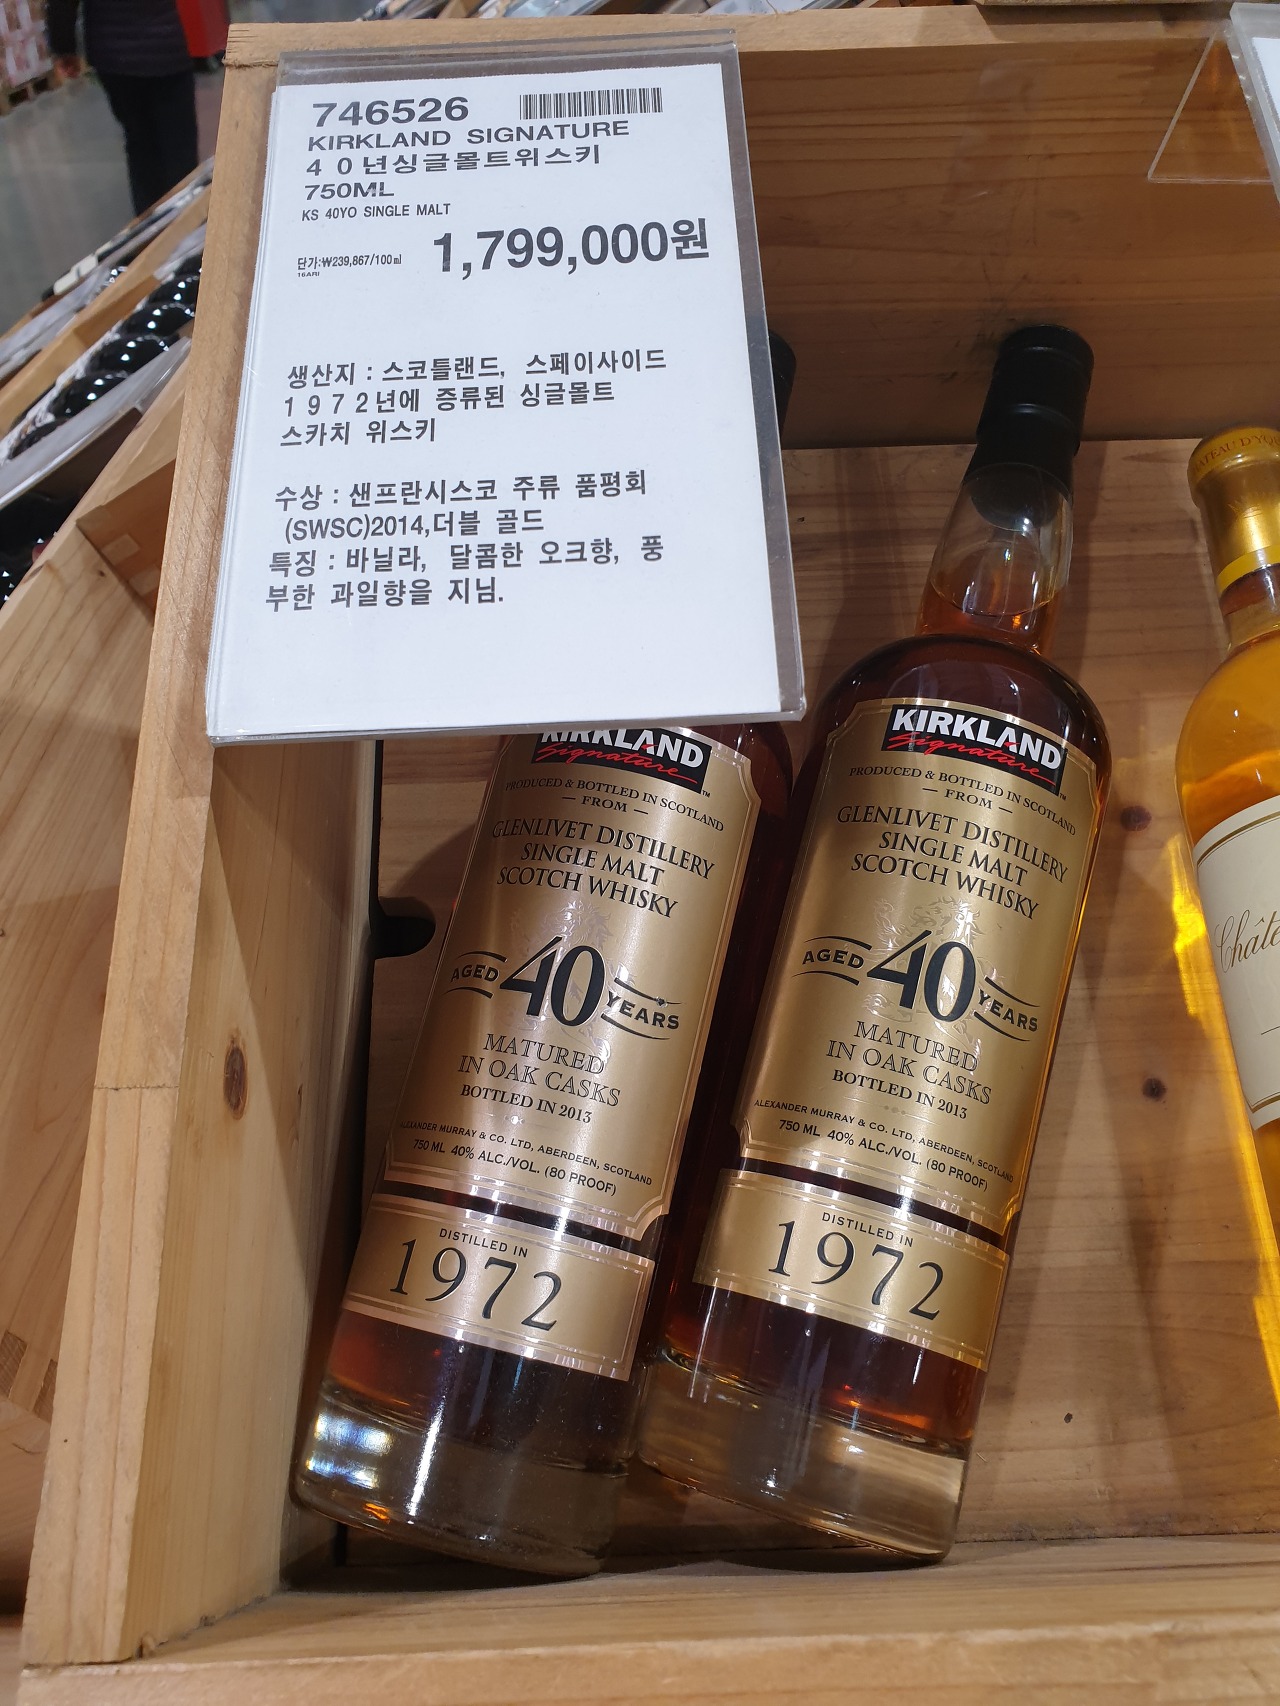 746526
KIRKLAND SIGNATURE
40년싱글몰트위스키
750ML
KS 40YO SINGLE MALT
단가:₩239,867/100㎖ 1,799,000원
16ARI
생산지 : 스코틀랜드, 스페이사이드
1972년에 증류된 싱글몰트
스카치 위스키
수상 : 샌프란시스코 주류 품평회
(SWSC)2014,더블 골드
특징 : 바닐라, 달콤한 오크향, 풍
부한 과일향을 지님.
KIRKLAND
Signature™
PRODUCED & BOTTLED IN SCOTLAND
— FROM —
GLENLIVET DISTILLERY
SINGLE MALT
SCOTCH WHISKY
AGED 40 YEARS
MATURED
IN OAK CASKS
BOTTLED IN 2013
ALEXANDER MURRAY & CO. LTD, ABERDEEN, SCOTLAND
750 ML 40% ALC./VOL. (80 PROOF)
DISTILLED IN
1972
KIRKLAND
Signature™
PRODUCED & BOTTLED IN SCOTLAND
— FROM —
GLENLIVET DISTILLERY
SINGLE MALT
SCOTCH WHISKY
AGED 40 YEARS
MATURED
IN OAK CASKS
BOTTLED IN 2013
ALEXANDER MURRAY & CO. LTD, ABERDEEN, SCOTLAND
750 ML 40% ALC./VOL. (80 PROOF)
DISTILLED IN
1972